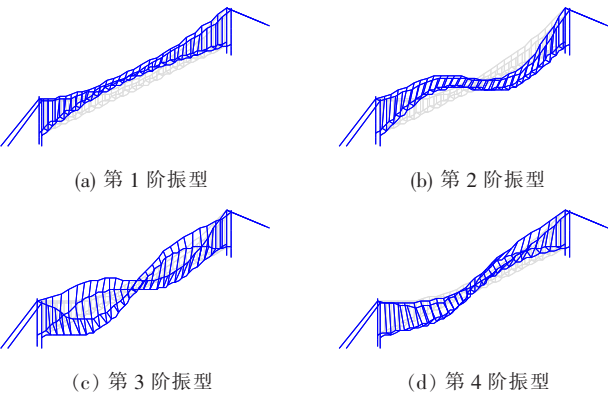 (a) 第 1 阶振型
(b) 第 2 阶振型
(c) 第 3 阶振型
(d) 第 4 阶振型